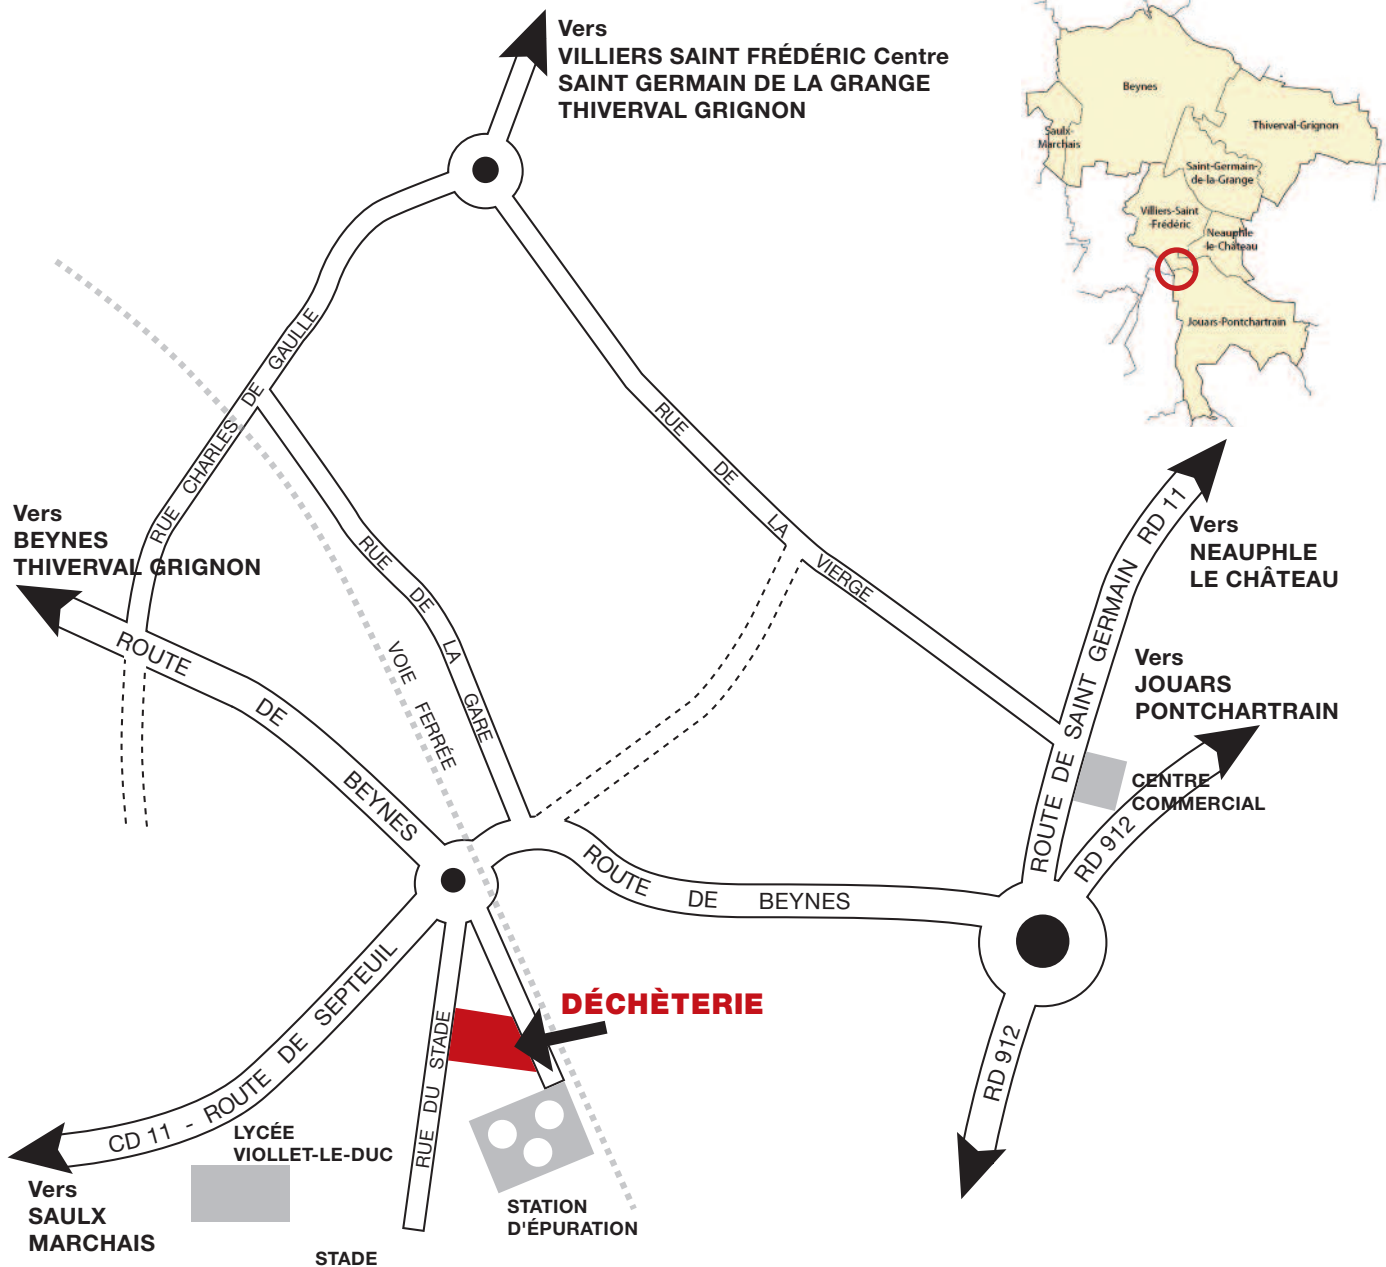 Vers
VILLIERS SAINT FRÉDÉRIC Centre
SAINT GERMAIN DE LA GRANGE
THIVERVAL GRIGNON
Beynes
Saulx-
Marchais
Thiverval-Grignon
Saint-Germain-
de-la-Grange
Villiers-Saint
-Frédéric
Neauphle
-le-Château
Jouars-Pontchartrain
RUE CHARLES DE GAULLE
RUE DE LA VIERGE
RUE DE LA GARE
VOIE FERRÉE
Vers
BEYNES
THIVERVAL GRIGNON
ROUTE DE BEYNES
Vers
NEAUPHLE
LE CHÂTEAU
ROUTE DE SAINT GERMAIN RD 11
Vers
JOUARS
PONTCHARTRAIN
CENTRE
COMMERCIAL
RD 912
ROUTE DE BEYNES
RD 912
DÉCHÈTERIE
CD 11 - ROUTE DE SEPTEUIL
RUE DU STADE
LYCÉE
VIOLLET-LE-DUC
Vers
SAULX
MARCHAIS
STATION
D'ÉPURATION
STADE